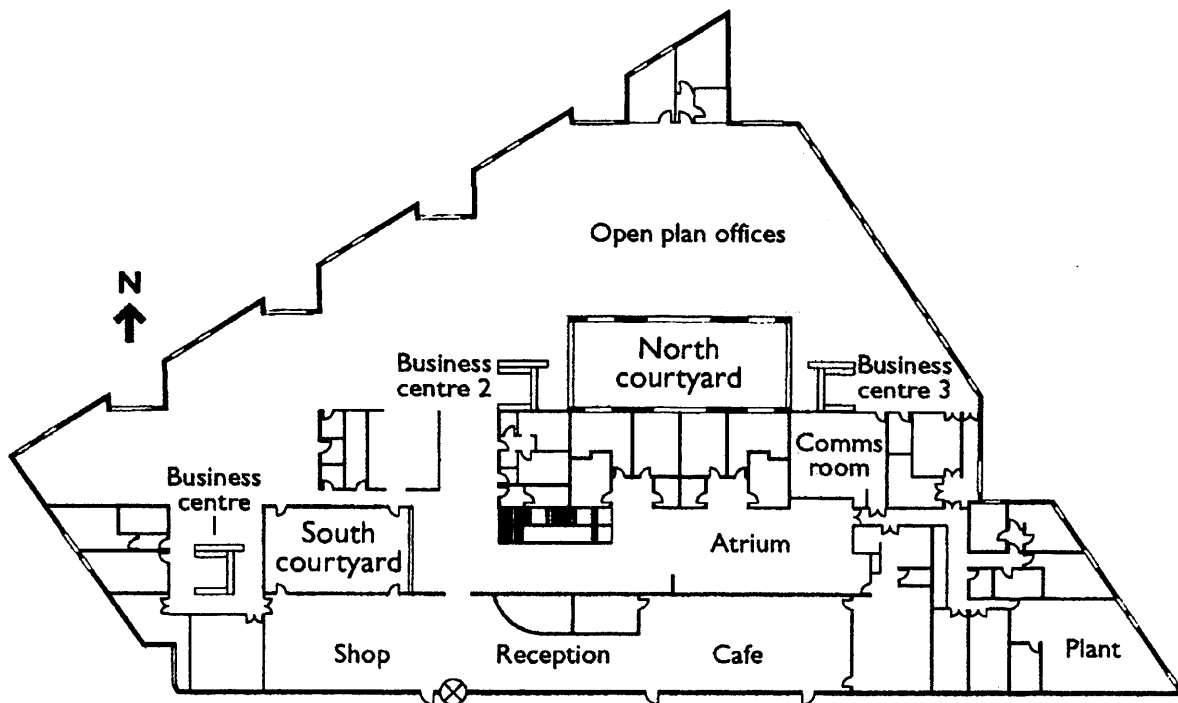 Open plan offices
N
North
courtyard
Business
centre 2
Business
centre 3
Comms
room
Business
centre
South
courtyard
Atrium
Shop
Reception
Cafe
Plant